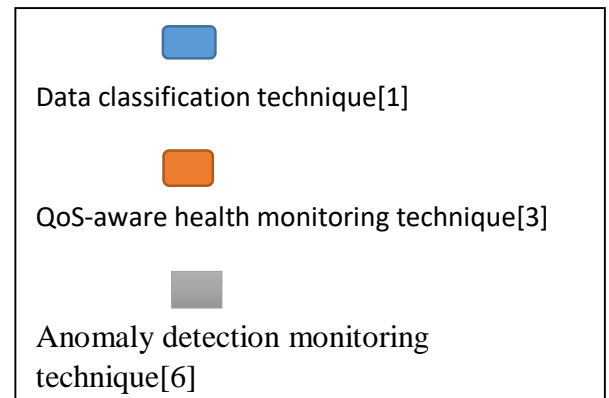 Data classification technique[1]
QoS-aware health monitoring technique[3]
Anomaly detection monitoring
technique[6]